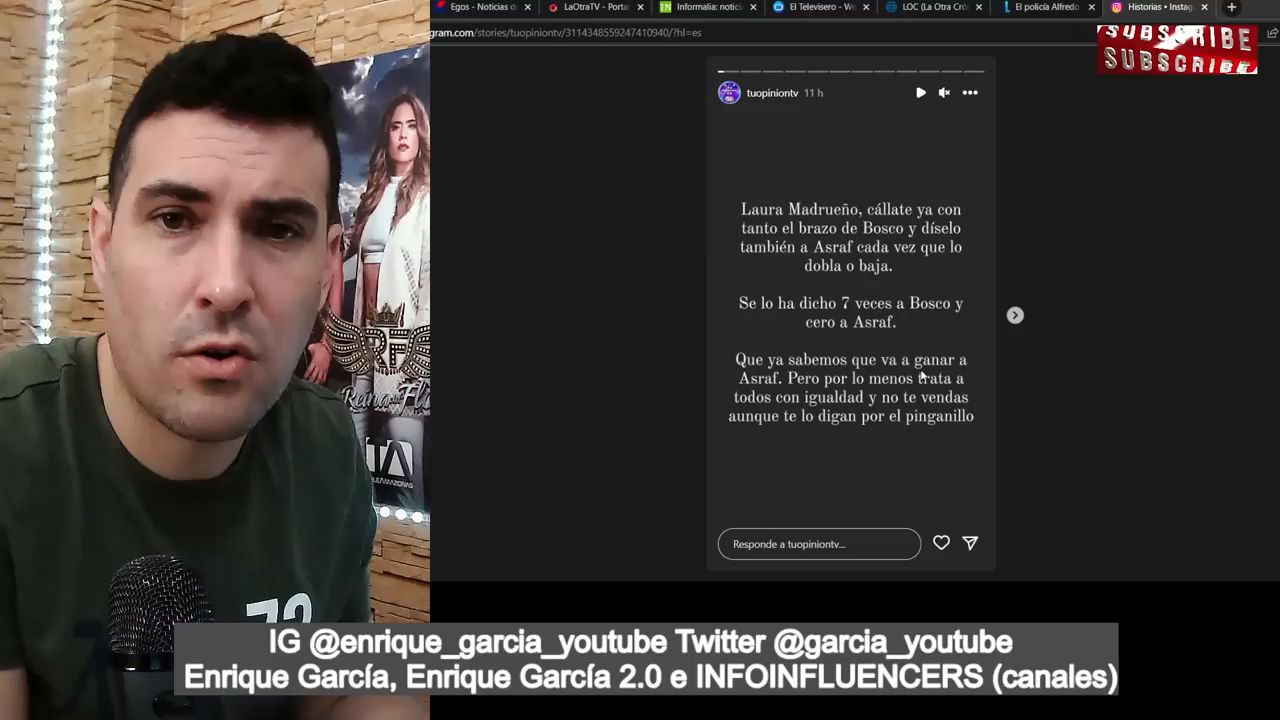 Egos - Noticias d
LaOtraTV - Porta
Informalia: notici
El Televisero - We
LOC (La Otra Cró
El policía Alfredo
Historias • Instag
gram.com/stories/tuopiniontv/3114348559247410940/?hl=es
SUBSCRIBE
SUBSCRIBE
tuopiniontv 11 h
Laura Madrueño, cállate ya con
tanto el brazo de Bosco y díselo
también a Asraf cada vez que lo
dobla o baja.
Se lo ha dicho 7 veces a Bosco y
cero a Asraf.
Que ya sabemos que va a ganar a
Asraf. Pero por lo menos trata a
todos con igualdad y no te vendas
aunque te lo digan por el pinganillo
Responde a tuopiniontv...
RFG
72
IG @enrique_garcia_youtube Twitter @garcia_youtube
Enrique García, Enrique García 2.0 e INFOINFLUENCERS (canales)